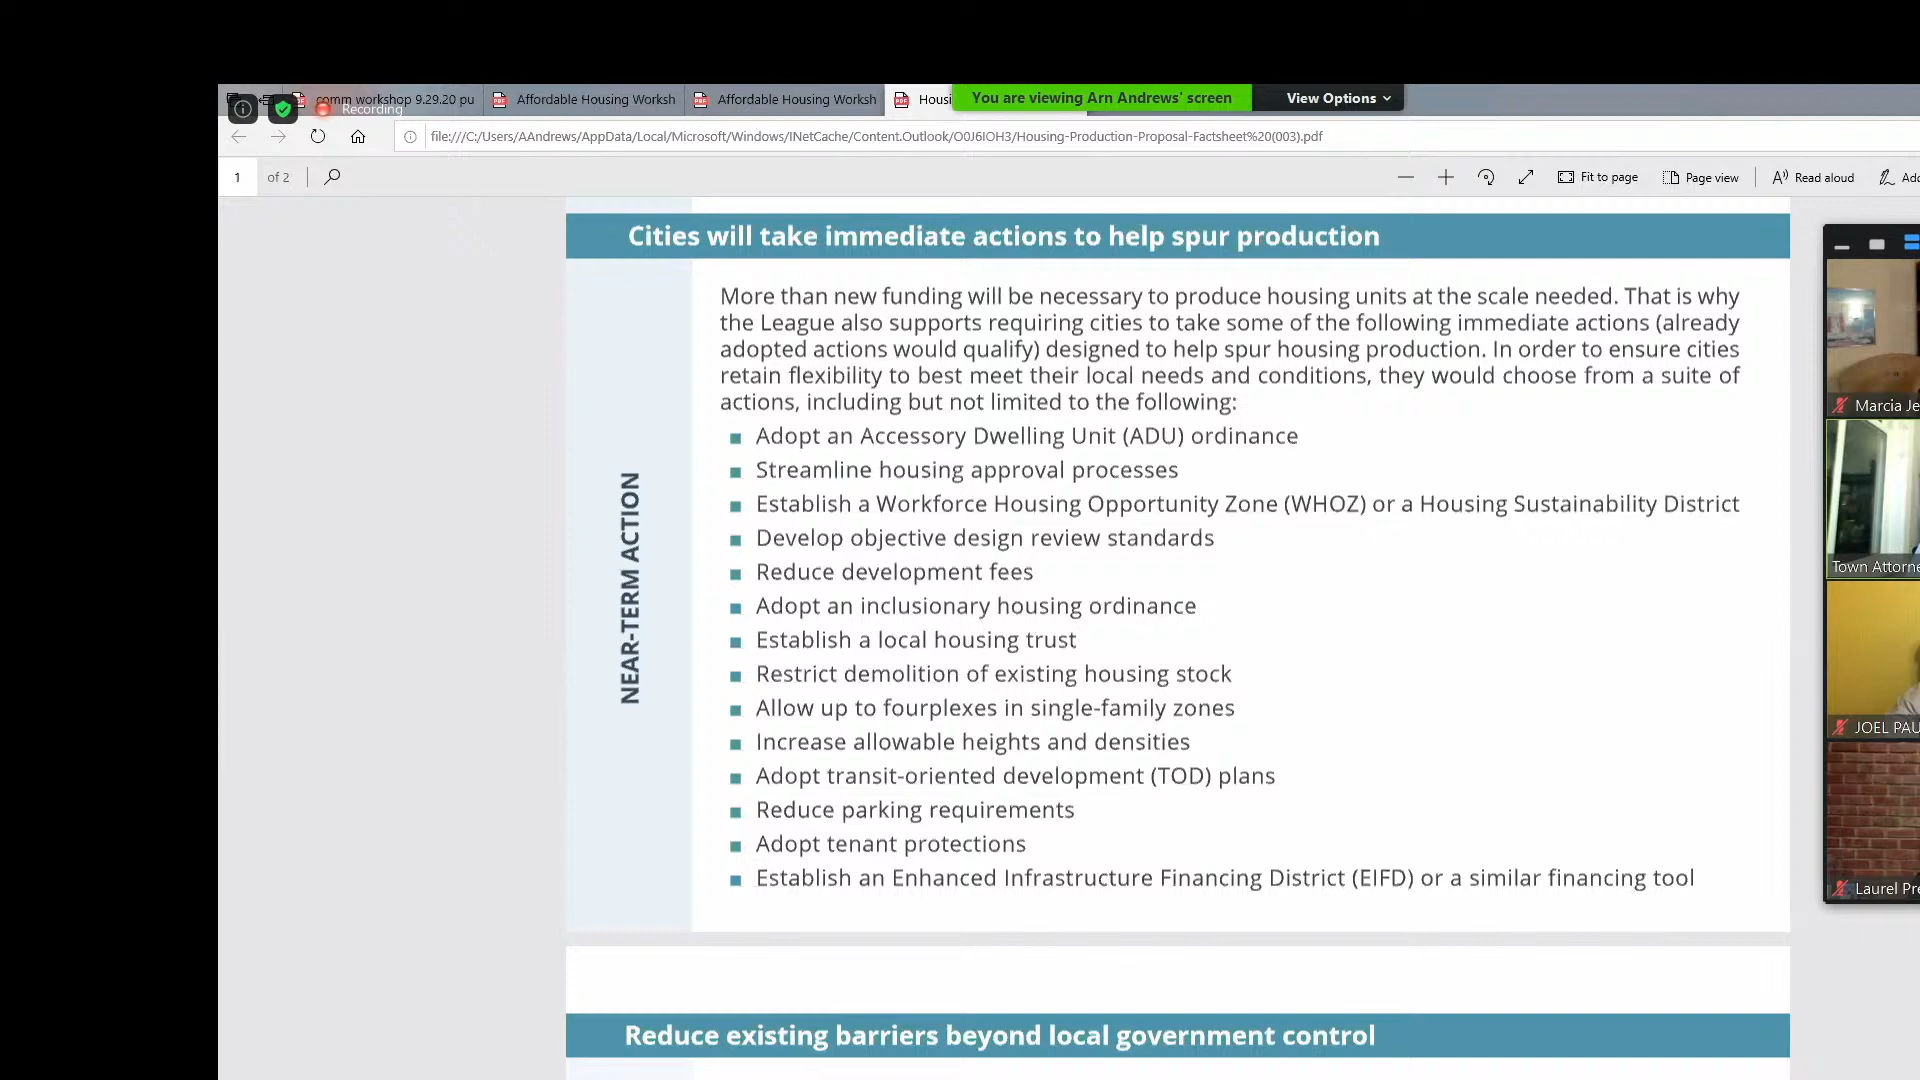 comm workshop 9.29.20 pu
Affordable Housing Worksh
Affordable Housing Worksh
Housi
You are viewing Arn Andrews' screen
View Options
Recording
file:///C:/Users/AAndrews/AppData/Local/Microsoft/Windows/INetCache/Content.Outlook/O0J6IOH3/Housing-Production-Proposal-Factsheet%20(003).pdf
1 of 2
Fit to page
Page view
Read aloud
Add
Cities will take immediate actions to help spur production
NEAR-TERM ACTION
More than new funding will be necessary to produce housing units at the scale needed. That is why
the League also supports requiring cities to take some of the following immediate actions (already
adopted actions would qualify) designed to help spur housing production. In order to ensure cities
retain flexibility to best meet their local needs and conditions, they would choose from a suite of
actions, including but not limited to the following:
Adopt an Accessory Dwelling Unit (ADU) ordinance
Streamline housing approval processes
Establish a Workforce Housing Opportunity Zone (WHOZ) or a Housing Sustainability District
Develop objective design review standards
Reduce development fees
Adopt an inclusionary housing ordinance
Establish a local housing trust
Restrict demolition of existing housing stock
Allow up to fourplexes in single-family zones
Increase allowable heights and densities
Adopt transit-oriented development (TOD) plans
Reduce parking requirements
Adopt tenant protections
Establish an Enhanced Infrastructure Financing District (EIFD) or a similar financing tool
Reduce existing barriers beyond local government control
Marcia Je
Town Attorne
JOEL PAU
Laurel Pre